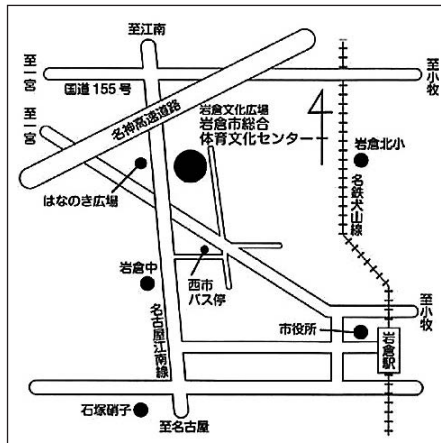 至江南
至一宮
国道155号
至小牧
至一宮
名神高速道路
岩倉文化広場
岩倉市総合
体育文化センター
岩倉北小
はなのき広場
名鉄犬山線
岩倉中
西市
バス停
名古屋江南線
至小牧
市役所
岩倉駅
石塚硝子
至名古屋